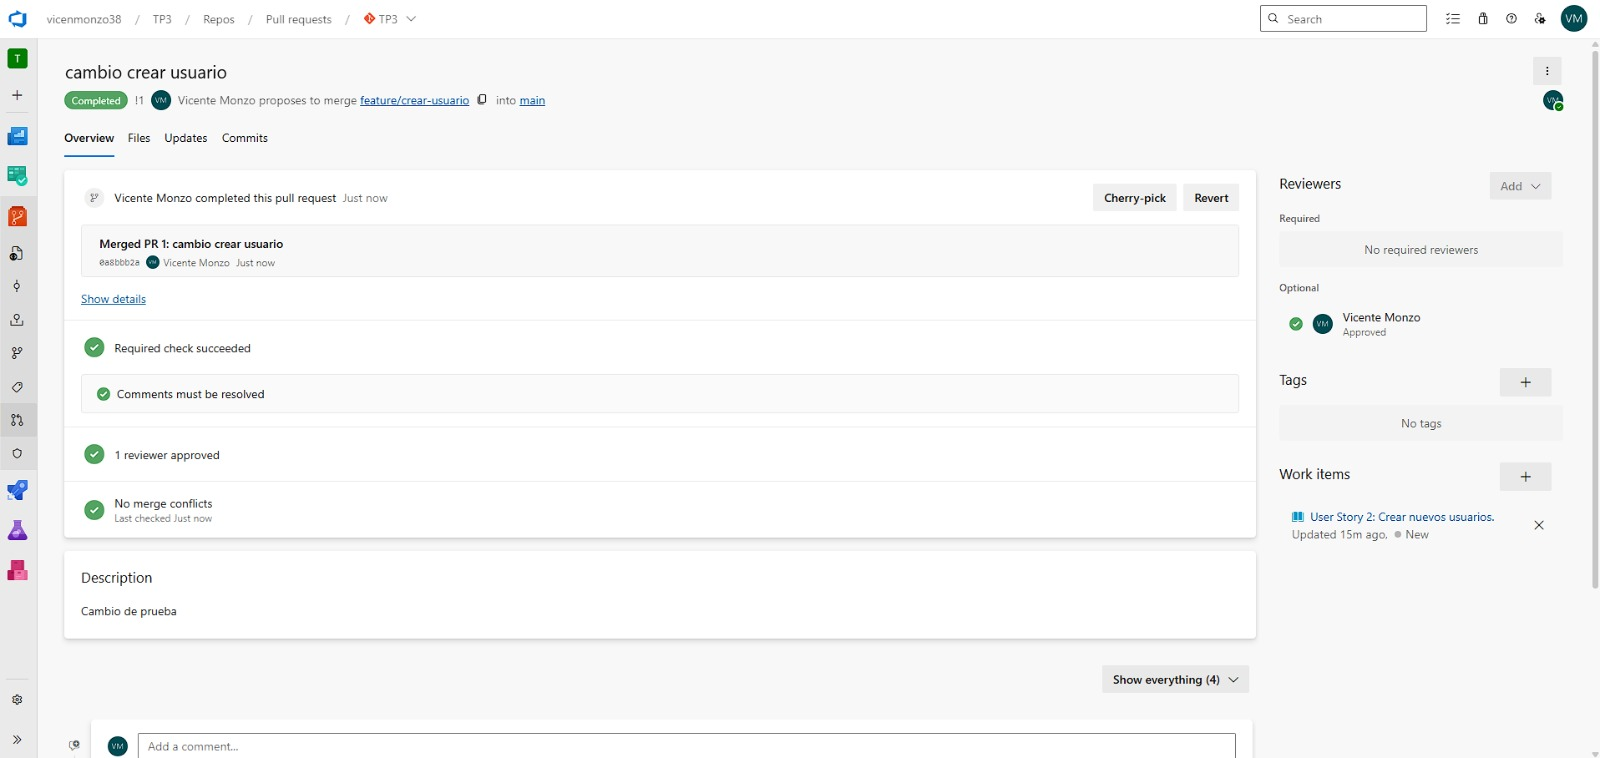 vicenmonzo38 / TP3 / Repos / Pull requests / TP3
Search
VM
T
cambio crear usuario
Completed !1 VM Vicente Monzo proposes to merge feature/crear-usuario into main
VM
Overview Files Updates Commits
Vicente Monzo completed this pull request Just now
Cherry-pick Revert
Merged PR 1: cambio crear usuario
0a8bbb2a VM Vicente Monzo Just now
Show details
Required check succeeded
Comments must be resolved
1 reviewer approved
No merge conflicts
Last checked Just now
Description
Cambio de prueba
Show everything (4)
VM Add a comment...
Reviewers Add
Required
No required reviewers
Optional
VM Vicente Monzo
Approved
Tags
No tags
Work items
User Story 2: Crear nuevos usuarios.
Updated 15m ago, New